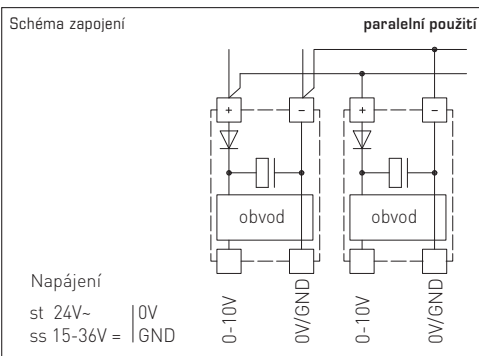 Schéma zapojení
paralelní použití
+ − + −
obvod obvod
Napájení
st 24V~ 0V
ss 15-36V = GND
0-10V
0V/GND
0-10V
0V/GND